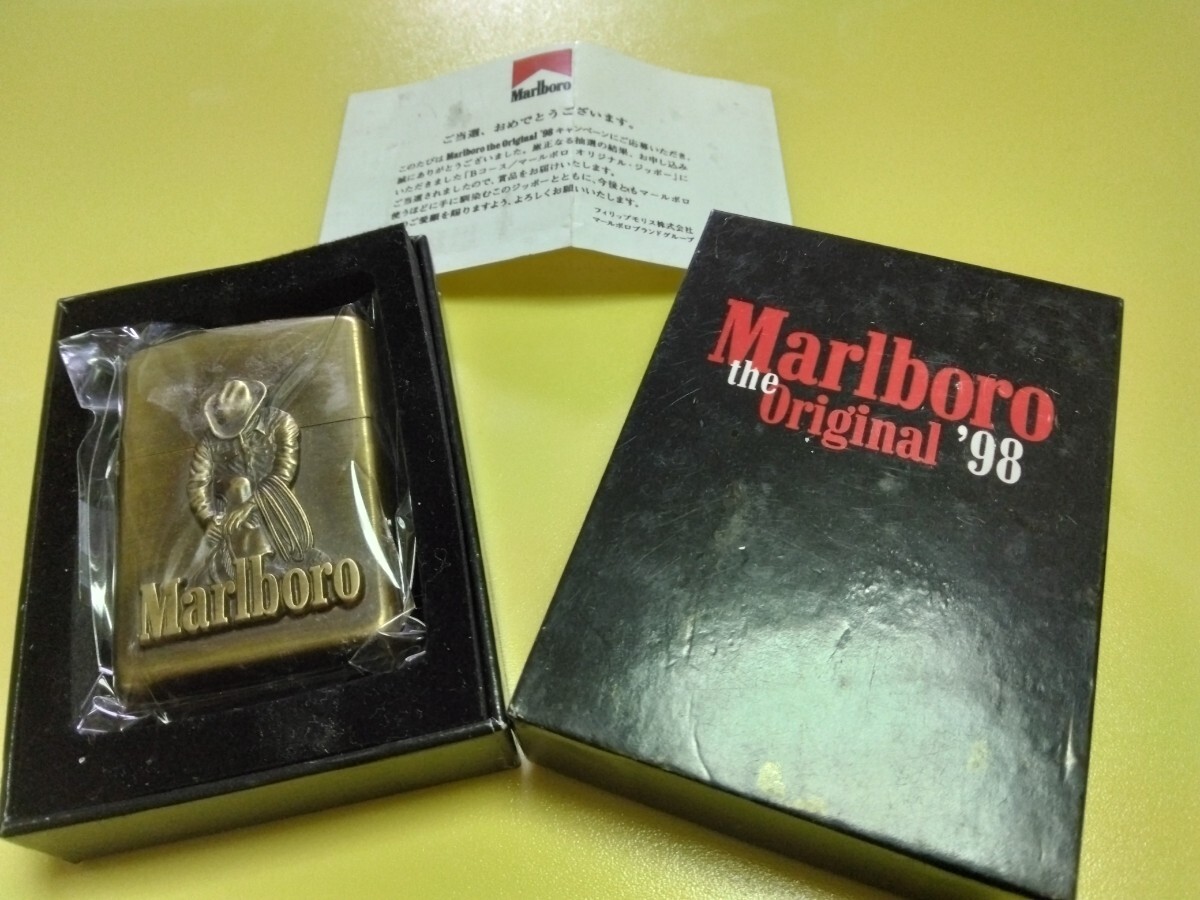 Marlboro
ご当選、おめでとうございます。
このたびは Marlboro the Original '98 キャンペーンにご応募いただき、
誠にありがとうございました。厳正なる抽選の結果、お申し込み
いただきました「Bコース/マールボロ オリジナル・ジッポー」に
ご当選されましたので、賞品をお届けいたします。
使うほどに手に馴染むこのジッポーとともに、今後ともマールボロ
のご愛顧を賜りますよう、よろしくお願いいたします。
フィリップモリス株式会社
マールボロブランドグループ
Marlboro
Marlboro
the Original '98